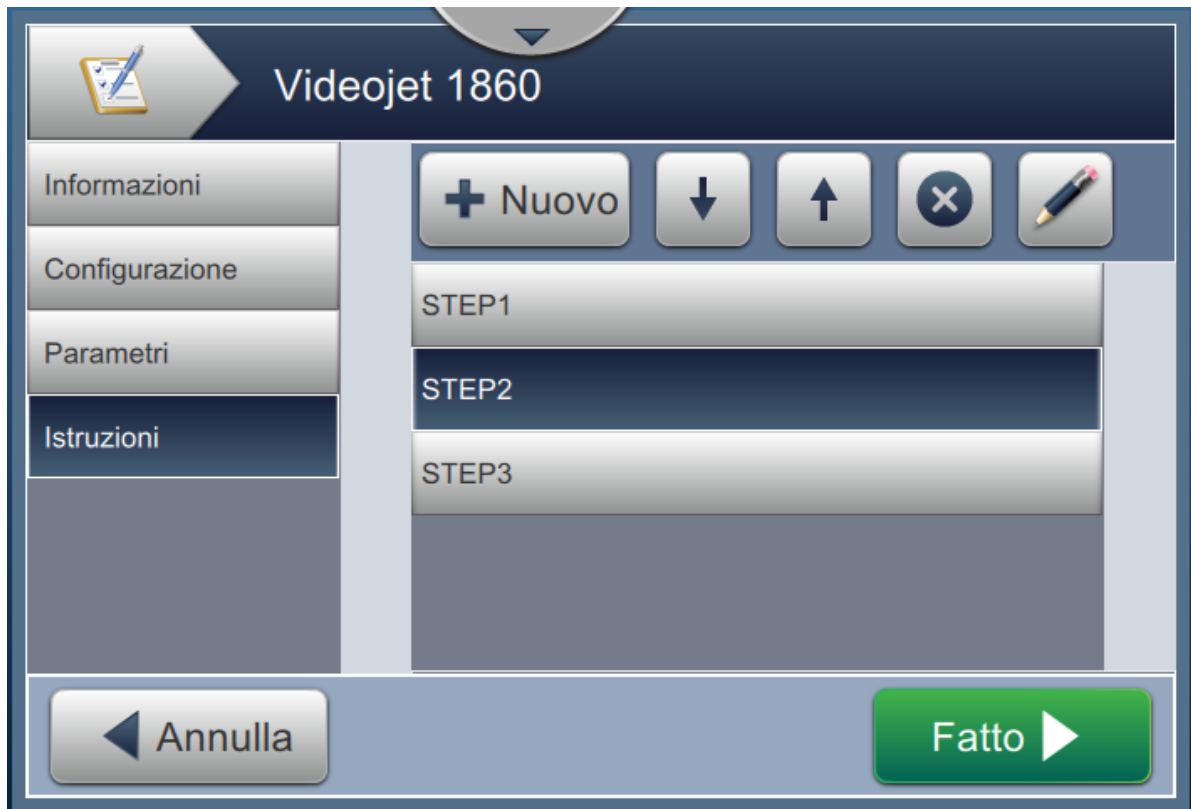 Videojet 1860
Informazioni
Configurazione
Parametri
Istruzioni
Nuovo
STEP1
STEP2
STEP3
Annulla
Fatto